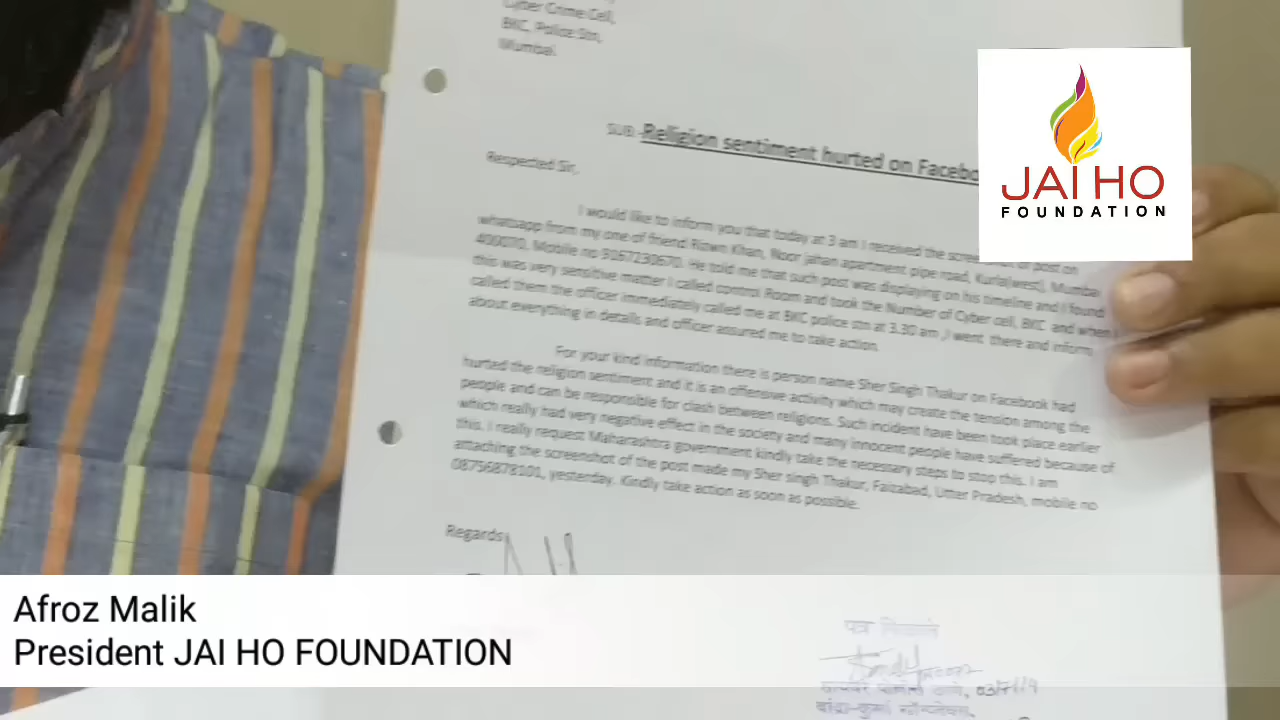 Cyber Crime Cell,
BKC, Police Stn,
Mumbai.
SUB:-Religion sentiment hurted on Facebo
Respected Sir,
I would like to inform you that today at 3 am I received the post on
whatsapp from my one of friend Rizwn Khan, Noor jahan apartment pipe road, Kurla(west), Mumbai
400070. Mobile no 9167230670. He told me that such post was displaying on his timeline and I found
this was very sensitive matter I called control Room and took the Number of Cyber cell, BKC and when I
called them the officer immediately called me at BKC police stn at 3.30 am ,I went there and inform
about everything in details and officer assured me to take action.
For your kind information there is person name Sher Singh Thakur on Facebook had
hurted the religion sentiment and it is an offensive activity which may create the tension among the
people and can be responsible for clash between religions. Such incident have been took place earlier
which really had very negative effect in the society and many innocent people have suffered because of
this. I really request Maharashtra government kindly take the necessary steps to stop this. I am
attaching the screenshot of the post made my Sher singh Thakur, Faizabad, Utter Pradesh, mobile no
08756878101, yesterday. Kindly take action as soon as possible.
Regards
JAI HO
FOUNDATION
Afroz Malik
President JAI HO FOUNDATION
पत्र